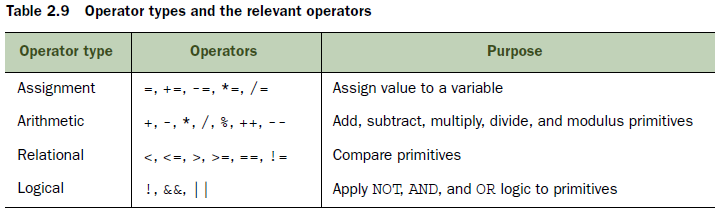 Table 2.9 Operator types and the relevant operators
Operator type Operators Purpose
Assignment =, +=, -=, *=, /= Assign value to a variable
Arithmetic +, -, *, /, %, ++, -- Add, subtract, multiply, divide, and modulus primitives
Relational <, <=, >, >=, ==, != Compare primitives
Logical !, &&, || Apply NOT, AND, and OR logic to primitives